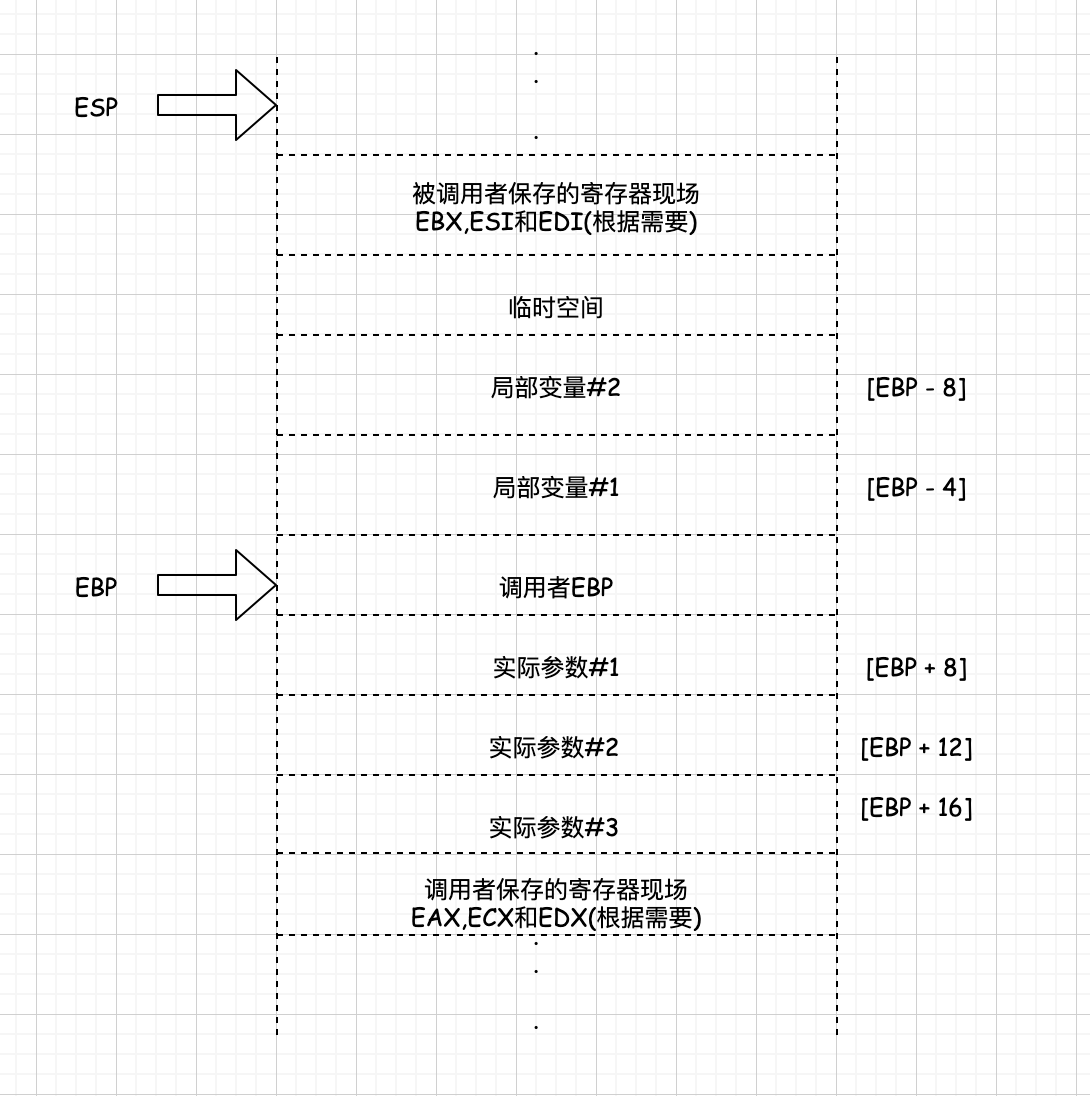 ESP
被调用者保存的寄存器现场
EBX,ESI和EDI(根据需要)
临时空间
局部变量#2
[EBP - 8]
局部变量#1
[EBP - 4]
EBP
调用者EBP
实际参数#1
[EBP + 8]
实际参数#2
[EBP + 12]
[EBP + 16]
实际参数#3
调用者保存的寄存器现场
EAX,ECX和EDX(根据需要)